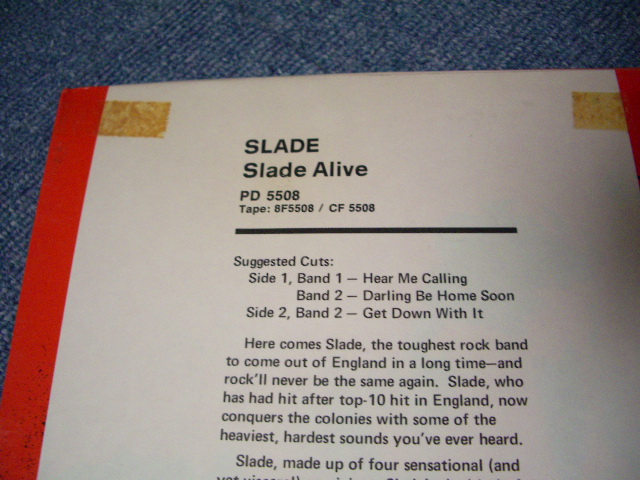 SLADE
Slade Alive
PD 5508
Tape: 8F5508 / CF 5508
Suggested Cuts:
Side 1, Band 1 — Hear Me Calling
Band 2 — Darling Be Home Soon
Side 2, Band 2 — Get Down With It
Here comes Slade, the toughest rock band
to come out of England in a long time—and
rock'll never be the same again. Slade, who
has had hit after top-10 hit in England, now
conquers the colonies with some of the
heaviest, hardest sounds you've ever heard.
Slade, made up of four sensational (and